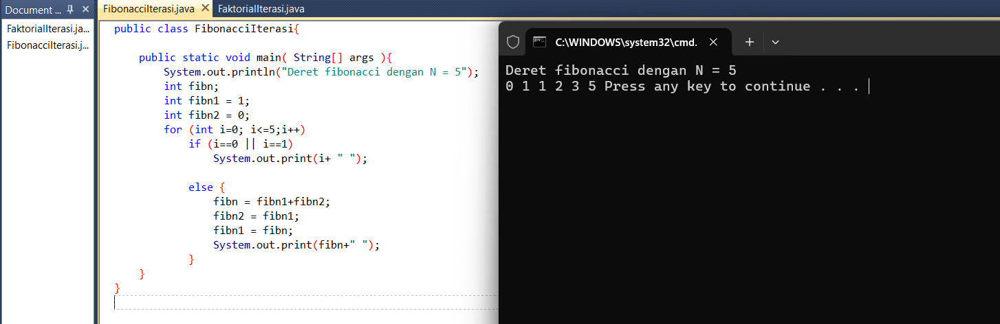 Document ...
FaktorialIterasi.ja...
FibonacciIterasi.j...
FibonacciIterasi.java FaktorialIterasi.java
public class FibonacciIterasi{
public static void main( String[] args ){
System.out.println("Deret fibonacci dengan N = 5");
int fibn;
int fibn1 = 1;
int fibn2 = 0;
for (int i=0; i<=5;i++)
if (i==0 || i==1)
System.out.print(i+ " ");
else {
fibn = fibn1+fibn2;
fibn2 = fibn1;
fibn1 = fibn;
System.out.print(fibn+" ");
}
}
}
C:\WINDOWS\system32\cmd.
Deret fibonacci dengan N = 5
0 1 1 2 3 5 Press any key to continue . . .